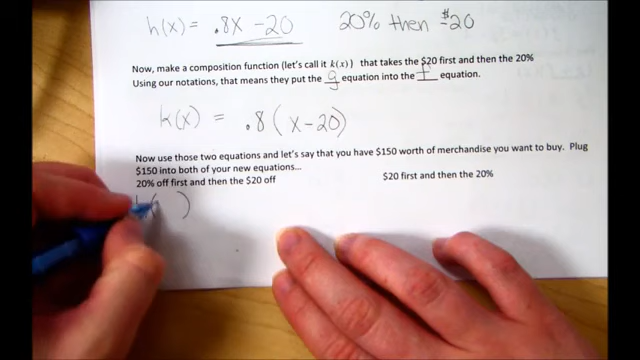 h(x) = .8x - 20 20% then $-20
Now, make a composition function (let's call it k(x)) that takes the $20 first and then the 20%
Using our notations, that means they put the g equation into the f equation.
k(x) = .8(x-20)
Now use those two equations and let's say that you have $150 worth of merchandise you want to buy. Plug
$150 into both of your new equations...
20% off first and then the $20 off $20 first and then the 20%